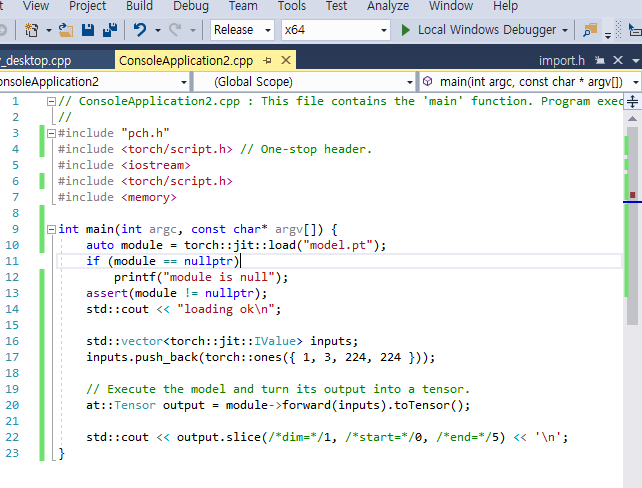 View Project Build Debug Team Tools Test Analyze Window Help
Release x64 Local Windows Debugger
_desktop.cpp ConsoleApplication2.cpp import.h
onsoleApplication2 (Global Scope) main(int argc, const char * argv[])
1 // ConsoleApplication2.cpp : This file contains the 'main' function. Program exec
2 //
3 #include "pch.h"
4 #include <torch/script.h> // One-stop header.
5 #include <iostream>
6 #include <torch/script.h>
7 #include <memory>
8
9 int main(int argc, const char* argv[]) {
10 auto module = torch::jit::load("model.pt");
11 if (module == nullptr)
12 printf("module is null");
13 assert(module != nullptr);
14 std::cout << "loading ok\n";
15
16 std::vector<torch::jit::IValue> inputs;
17 inputs.push_back(torch::ones({ 1, 3, 224, 224 }));
18
19 // Execute the model and turn its output into a tensor.
20 at::Tensor output = module->forward(inputs).toTensor();
21
22 std::cout << output.slice(/*dim=*/1, /*start=*/0, /*end=*/5) << '\n';
23 }